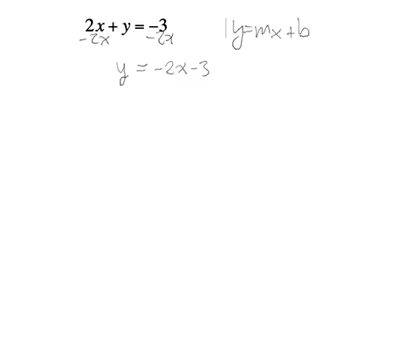 2x + y = −3 | y=mx+b
-2x -2x
y = -2x-3